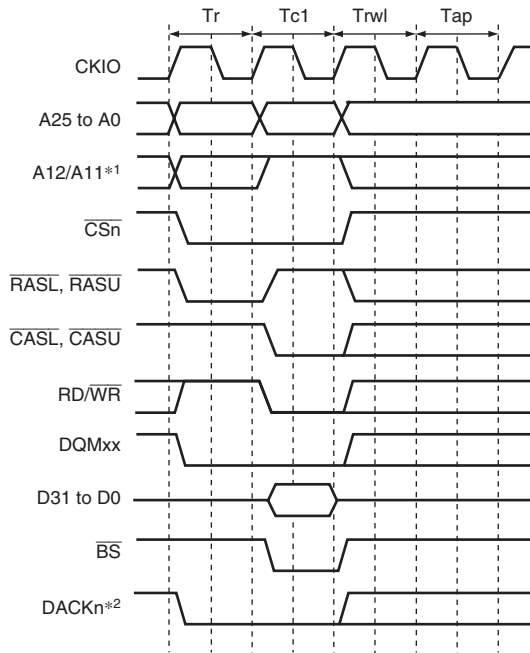 Tr Tc1 Trwl Tap
CKIO
A25 to A0
A12/A11*1
CSn
RASL, RASU
CASL, CASU
RD/WR
DQMxx
D31 to D0
BS
DACKn*2